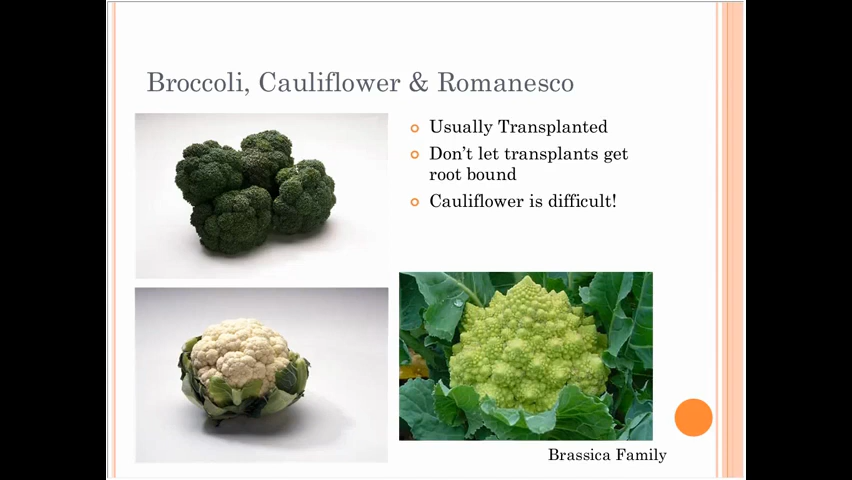 Broccoli, Cauliflower & Romanesco
Usually Transplanted
Don't let transplants get
root bound
Cauliflower is difficult!
Brassica Family